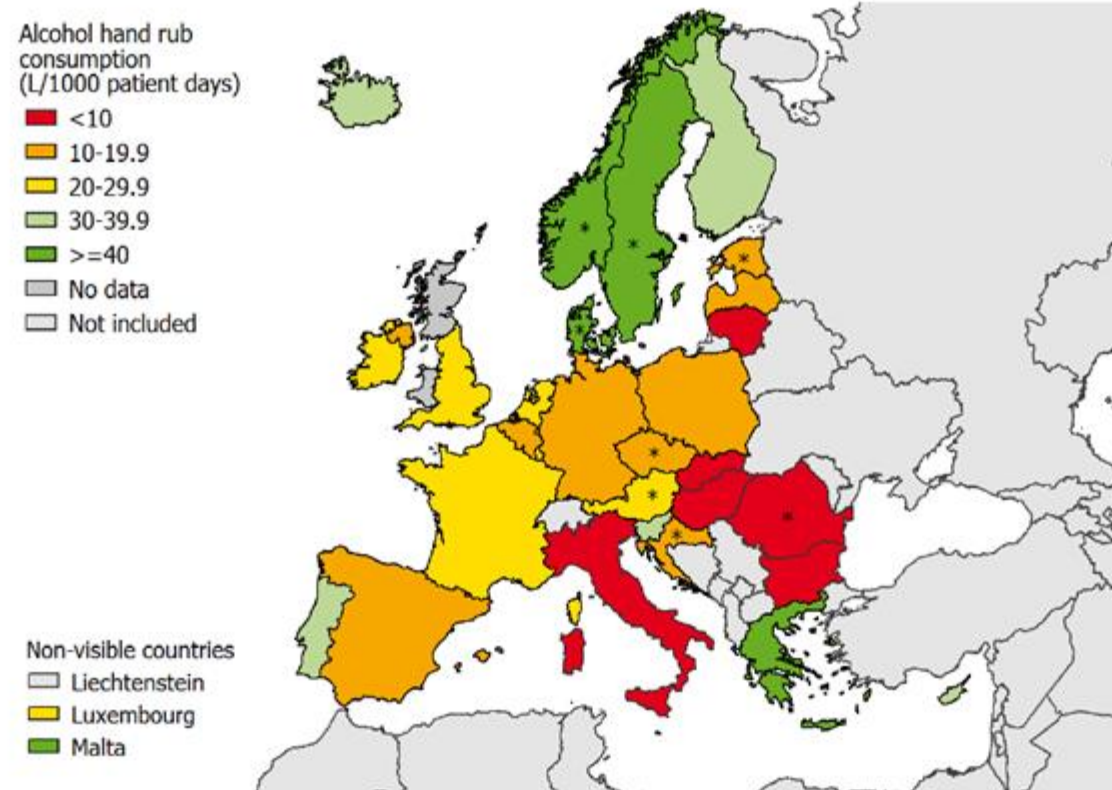 Alcohol hand rub
consumption
(L/1000 patient days)
<10
10-19.9
20-29.9
30-39.9
>=40
No data
Not included
Non-visible countries
Liechtenstein
Luxembourg
Malta